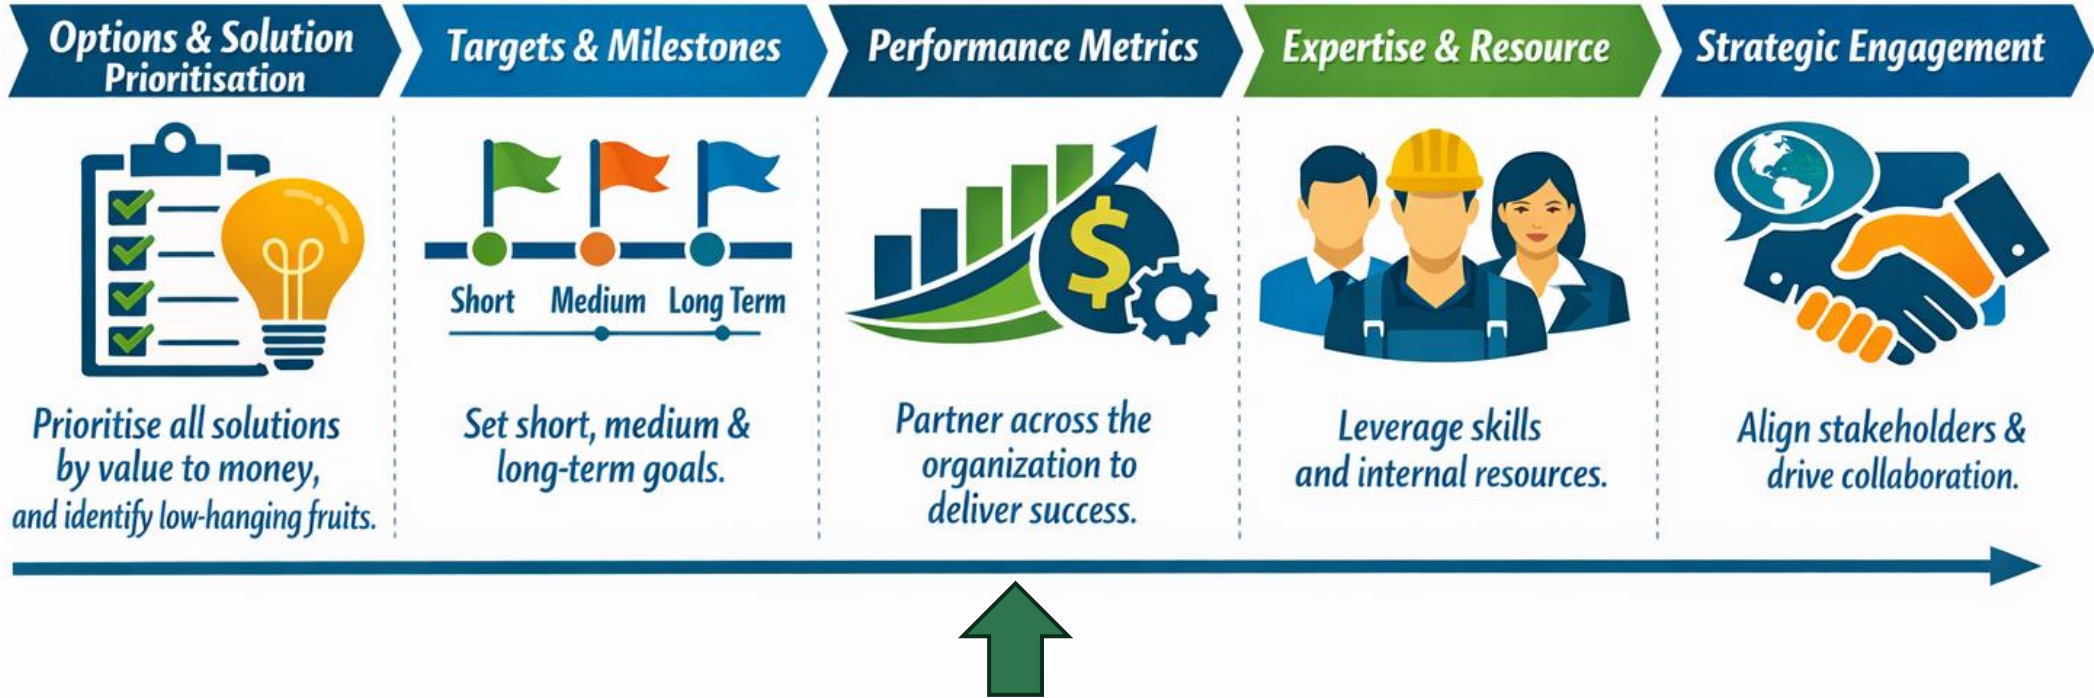 Options & Solution
Prioritisation
Targets & Milestones
Performance Metrics
Expertise & Resource
Strategic Engagement
Short
Medium
Long Term
Prioritise all solutions
by value to money,
and identify low-hanging fruits.
Set short, medium &
long-term goals.
Partner across the
organization to
deliver success.
Leverage skills
and internal resources.
Align stakeholders &
drive collaboration.
$